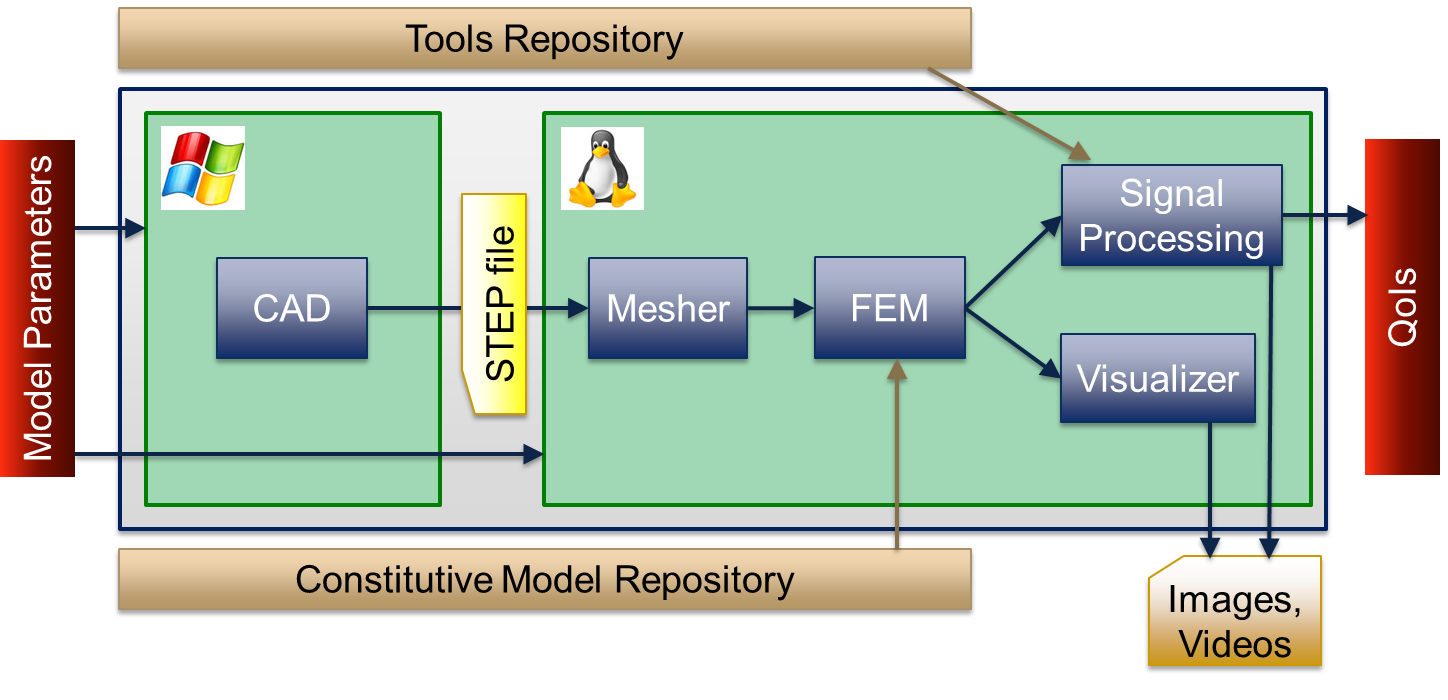 Tools Repository
Model Parameters
CAD
STEP file
Mesher
FEM
Signal
Processing
Visualizer
QoIs
Constitutive Model Repository
Images,
Videos